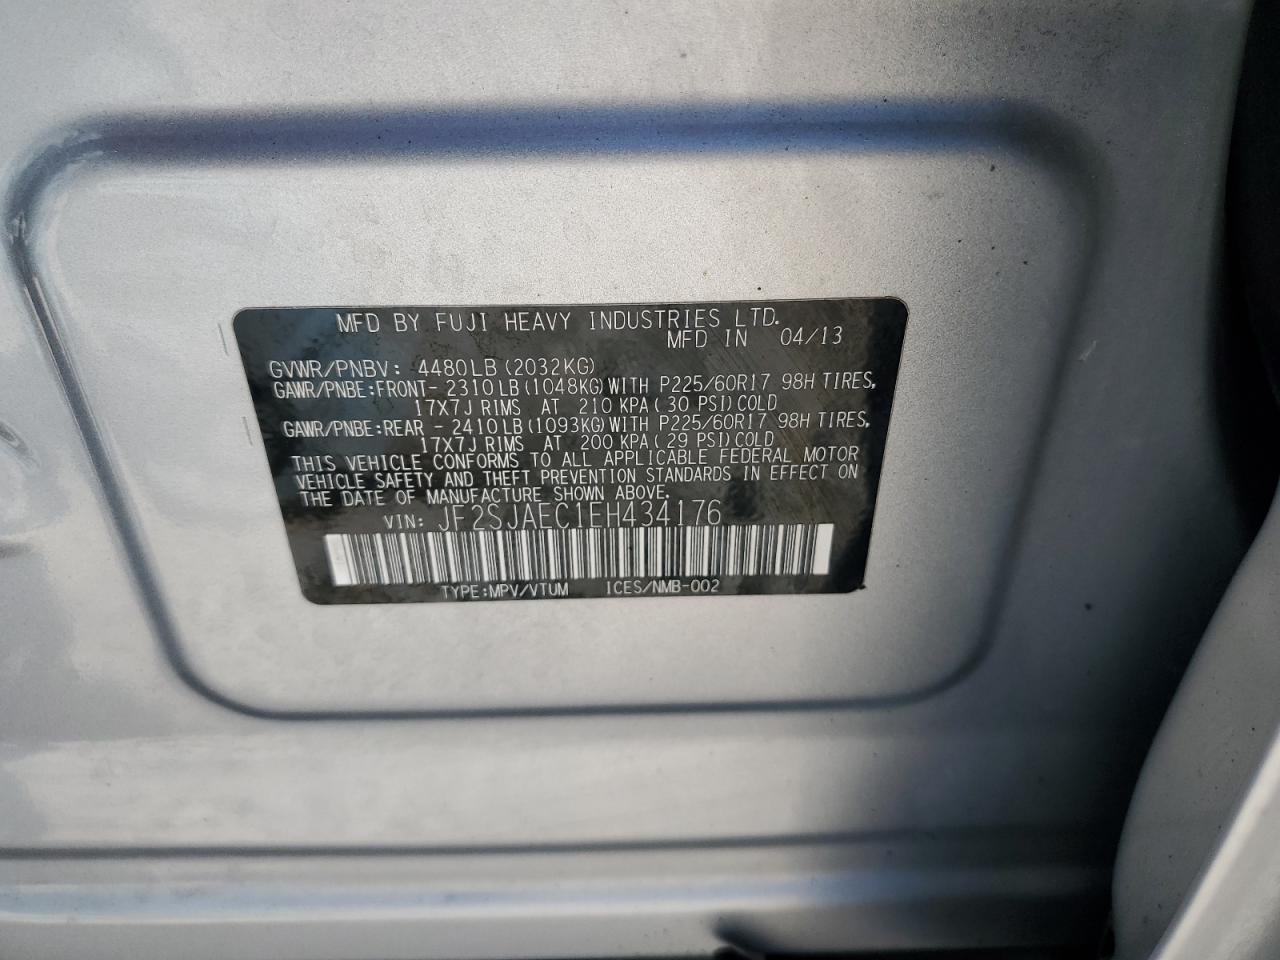 MFD BY FUJI HEAVY INDUSTRIES LTD.
MFD IN 04/13
GVWR/PNBV: 4480LB(2032KG)
GAWR/PNBE:FRONT- 2310LB(1048KG)WITH P225/60R17 98H TIRES,
17X7J RIMS AT 210 KPA(30 PSI)COLD
GAWR/PNBE:REAR - 2410LB(1093KG)WITH P225/60R17 98H TIRES,
17X7J RIMS AT 200 KPA(29 PSI)COLD
THIS VEHICLE CONFORMS TO ALL APPLICABLE FEDERAL MOTOR
VEHICLE SAFETY AND THEFT PREVENTION STANDARDS IN EFFECT ON
THE DATE OF MANUFACTURE SHOWN ABOVE.
VIN: JF2SJAEC1EH434176
TYPE:MPV/VTUM ICES/NMB-002